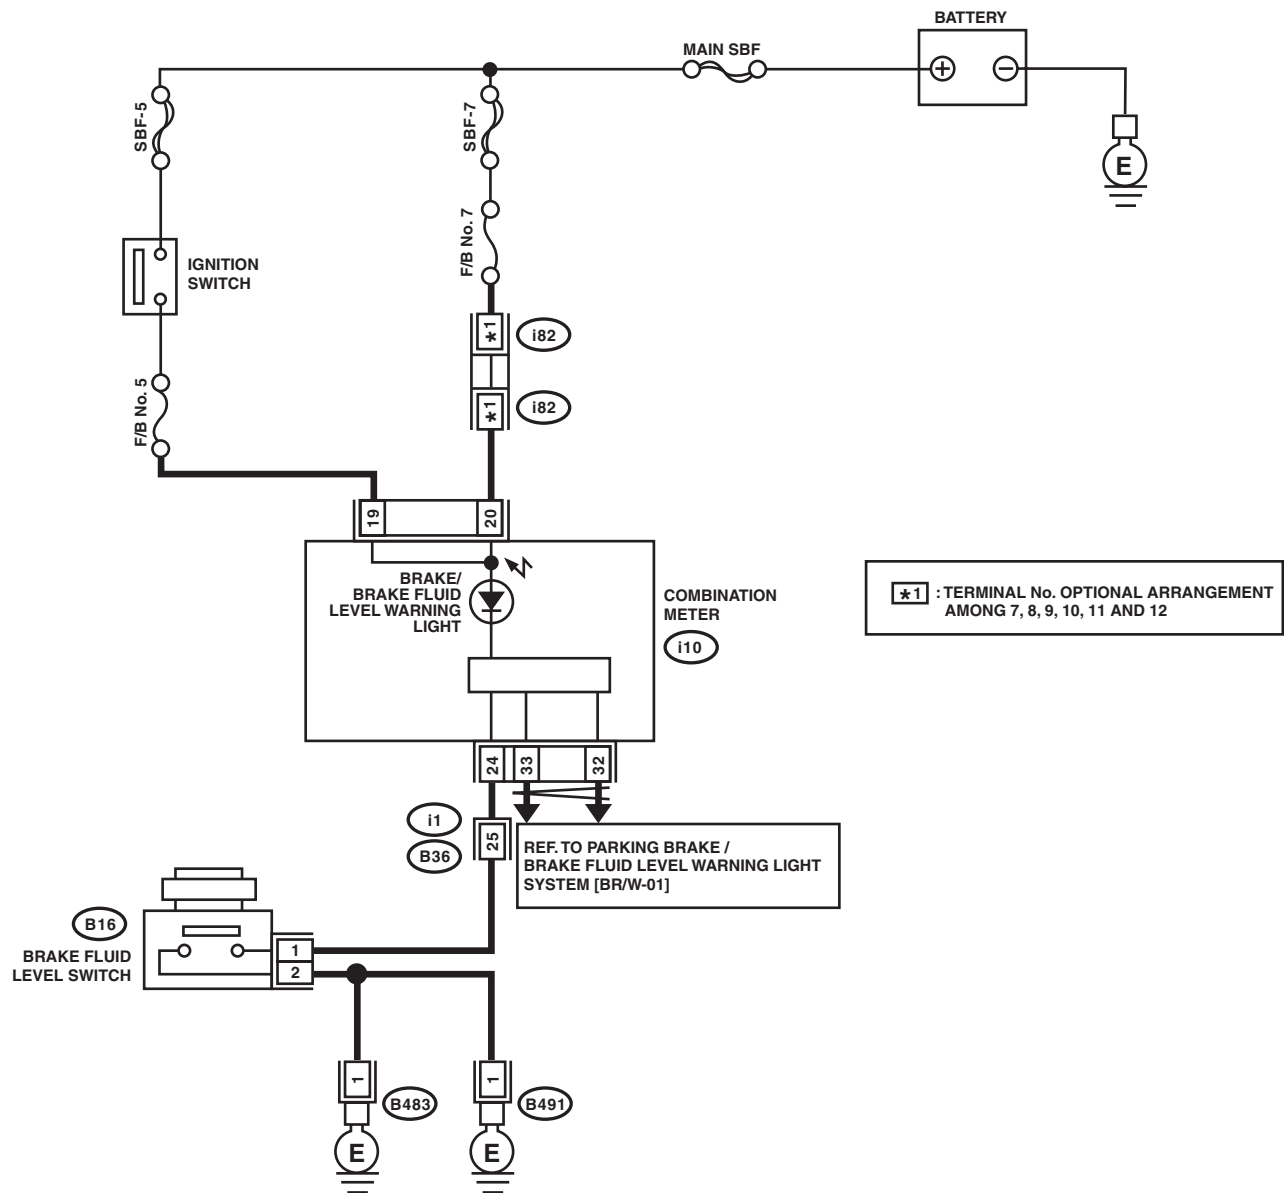 BATTERY
MAIN SBF
+
−
SBF-5
SBF-7
E
F/B No. 7
IGNITION
SWITCH
*1
i82
*1
i82
F/B No. 5
19
20
BRAKE/
BRAKE FLUID
LEVEL WARNING
LIGHT
COMBINATION
METER
i10
*1 : TERMINAL No. OPTIONAL ARRANGEMENT
AMONG 7, 8, 9, 10, 11 AND 12
24
33
32
i1
B36
25
REF. TO PARKING BRAKE /
BRAKE FLUID LEVEL WARNING LIGHT
SYSTEM [BR/W-01]
B16
BRAKE FLUID
LEVEL SWITCH
1
2
1
B483
1
B491
E
E